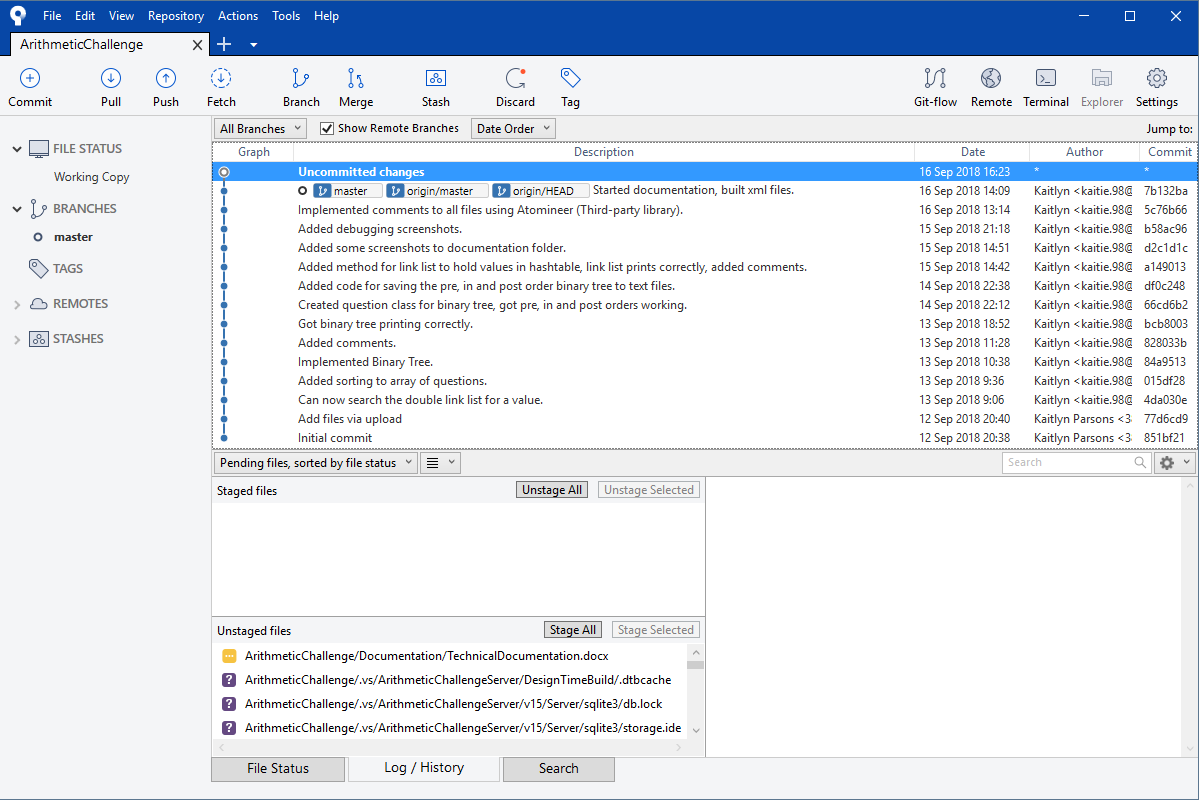 File Edit View Repository Actions Tools Help
ArithmeticChallenge
Commit Pull Push Fetch Branch Merge Stash Discard Tag Git-flow Remote Terminal Explorer Settings
All Branches Show Remote Branches Date Order Jump to:
FILE STATUS
Working Copy
BRANCHES
master
TAGS
REMOTES
STASHES
Graph Description Date Author Commit
Uncommitted changes 16 Sep 2018 16:23 * *
master origin/master origin/HEAD Started documentation, built xml files. 16 Sep 2018 14:09 Kaitlyn <kaitie.98@ 7b132ba
Implemented comments to all files using Atomineer (Third-party library). 16 Sep 2018 13:14 Kaitlyn <kaitie.98@ 5c76b66
Added debugging screenshots. 15 Sep 2018 21:18 Kaitlyn <kaitie.98@ b58ac96
Added some screenshots to documentation folder. 15 Sep 2018 14:51 Kaitlyn <kaitie.98@ d2c1d1c
Added method for link list to hold values in hashtable, link list prints correctly, added comments. 15 Sep 2018 14:42 Kaitlyn <kaitie.98@ a149013
Added code for saving the pre, in and post order binary tree to text files. 14 Sep 2018 22:38 Kaitlyn <kaitie.98@ df0c248
Created question class for binary tree, got pre, in and post orders working. 14 Sep 2018 22:12 Kaitlyn <kaitie.98@ 66cd6b2
Got binary tree printing correctly. 13 Sep 2018 18:52 Kaitlyn <kaitie.98@ bcb8003
Added comments. 13 Sep 2018 11:28 Kaitlyn <kaitie.98@ 828033b
Implemented Binary Tree. 13 Sep 2018 10:38 Kaitlyn <kaitie.98@ 84a9513
Added sorting to array of questions. 13 Sep 2018 9:36 Kaitlyn <kaitie.98@ 015df28
Can now search the double link list for a value. 13 Sep 2018 9:06 Kaitlyn <kaitie.98@ 4da030e
Add files via upload 12 Sep 2018 20:40 Kaitlyn Parsons <3 77d6cd9
Initial commit 12 Sep 2018 20:38 Kaitlyn Parsons <3 851bf21
Pending files, sorted by file status Search
Staged files Unstage All Unstage Selected
Unstaged files Stage All Stage Selected
ArithmeticChallenge/Documentation/TechnicalDocumentation.docx
ArithmeticChallenge/.vs/ArithmeticChallengeServer/DesignTimeBuild/.dtbcache
ArithmeticChallenge/.vs/ArithmeticChallengeServer/v15/Server/sqlite3/db.lock
ArithmeticChallenge/.vs/ArithmeticChallengeServer/v15/Server/sqlite3/storage.ide
File Status Log / History Search